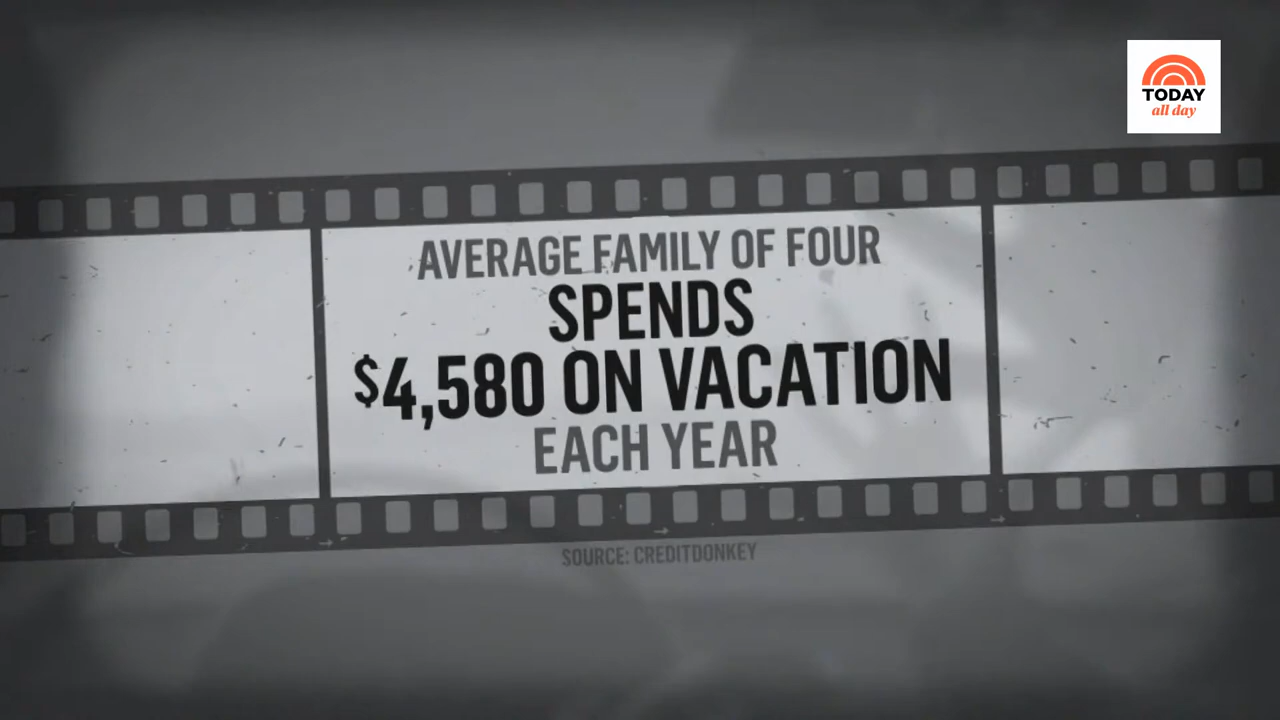 TODAY
all day
AVERAGE FAMILY OF FOUR
SPENDS
$4,580 ON VACATION
EACH YEAR
SOURCE: CREDITDONKEY